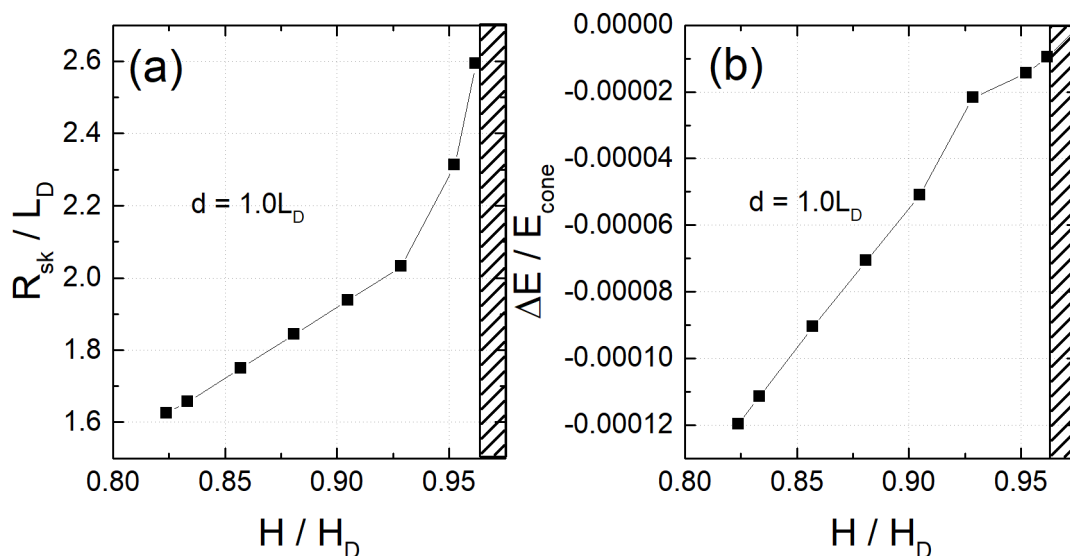 (a)
R_sk / L_D
2.6
2.4
2.2
2.0
1.8
1.6
d = 1.0L_D
0.80 0.85 0.90 0.95
H / H_D
(b)
ΔE / E_cone
0.00000
-0.00002
-0.00004
-0.00006
-0.00008
-0.00010
-0.00012
d = 1.0L_D
0.80 0.85 0.90 0.95
H / H_D